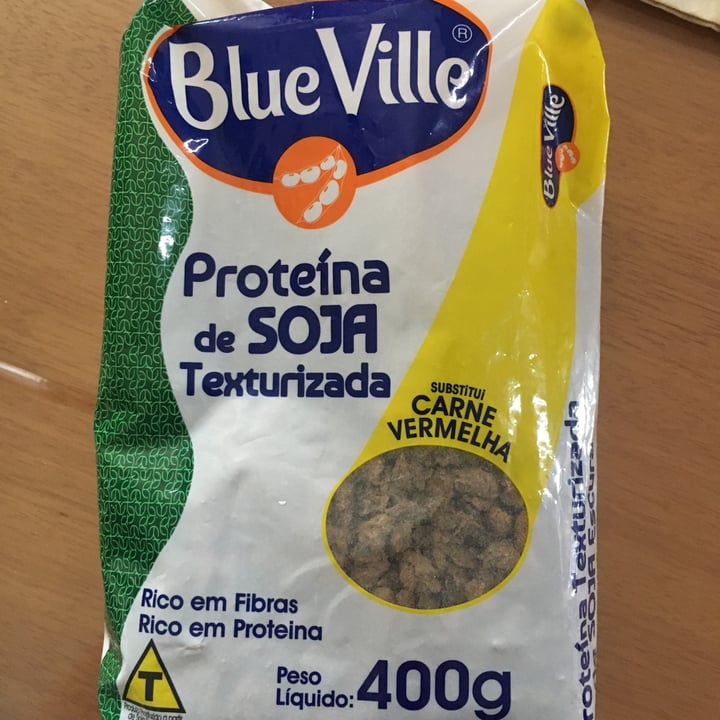 Blue Ville
®
Blue Ville
Proteína
de SOJA
Texturizada
SUBSTITUI
CARNE
VERMELHA
Rico em Fibras
Rico em Proteina
T
Peso
Líquido: 400g
Proteína Texturizada
de SOJA Escura